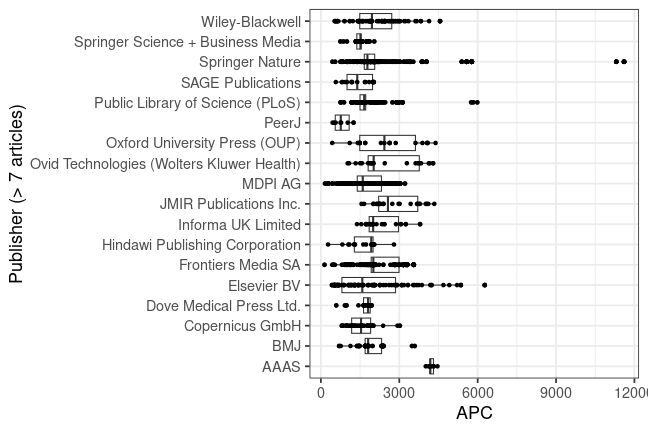 Publisher (> 7 articles)
Wiley-Blackwell
Springer Science + Business Media
Springer Nature
SAGE Publications
Public Library of Science (PLoS)
PeerJ
Oxford University Press (OUP)
Ovid Technologies (Wolters Kluwer Health)
MDPI AG
JMIR Publications Inc.
Informa UK Limited
Hindawi Publishing Corporation
Frontiers Media SA
Elsevier BV
Dove Medical Press Ltd.
Copernicus GmbH
BMJ
AAAS
0 3000 6000 9000 12000
APC